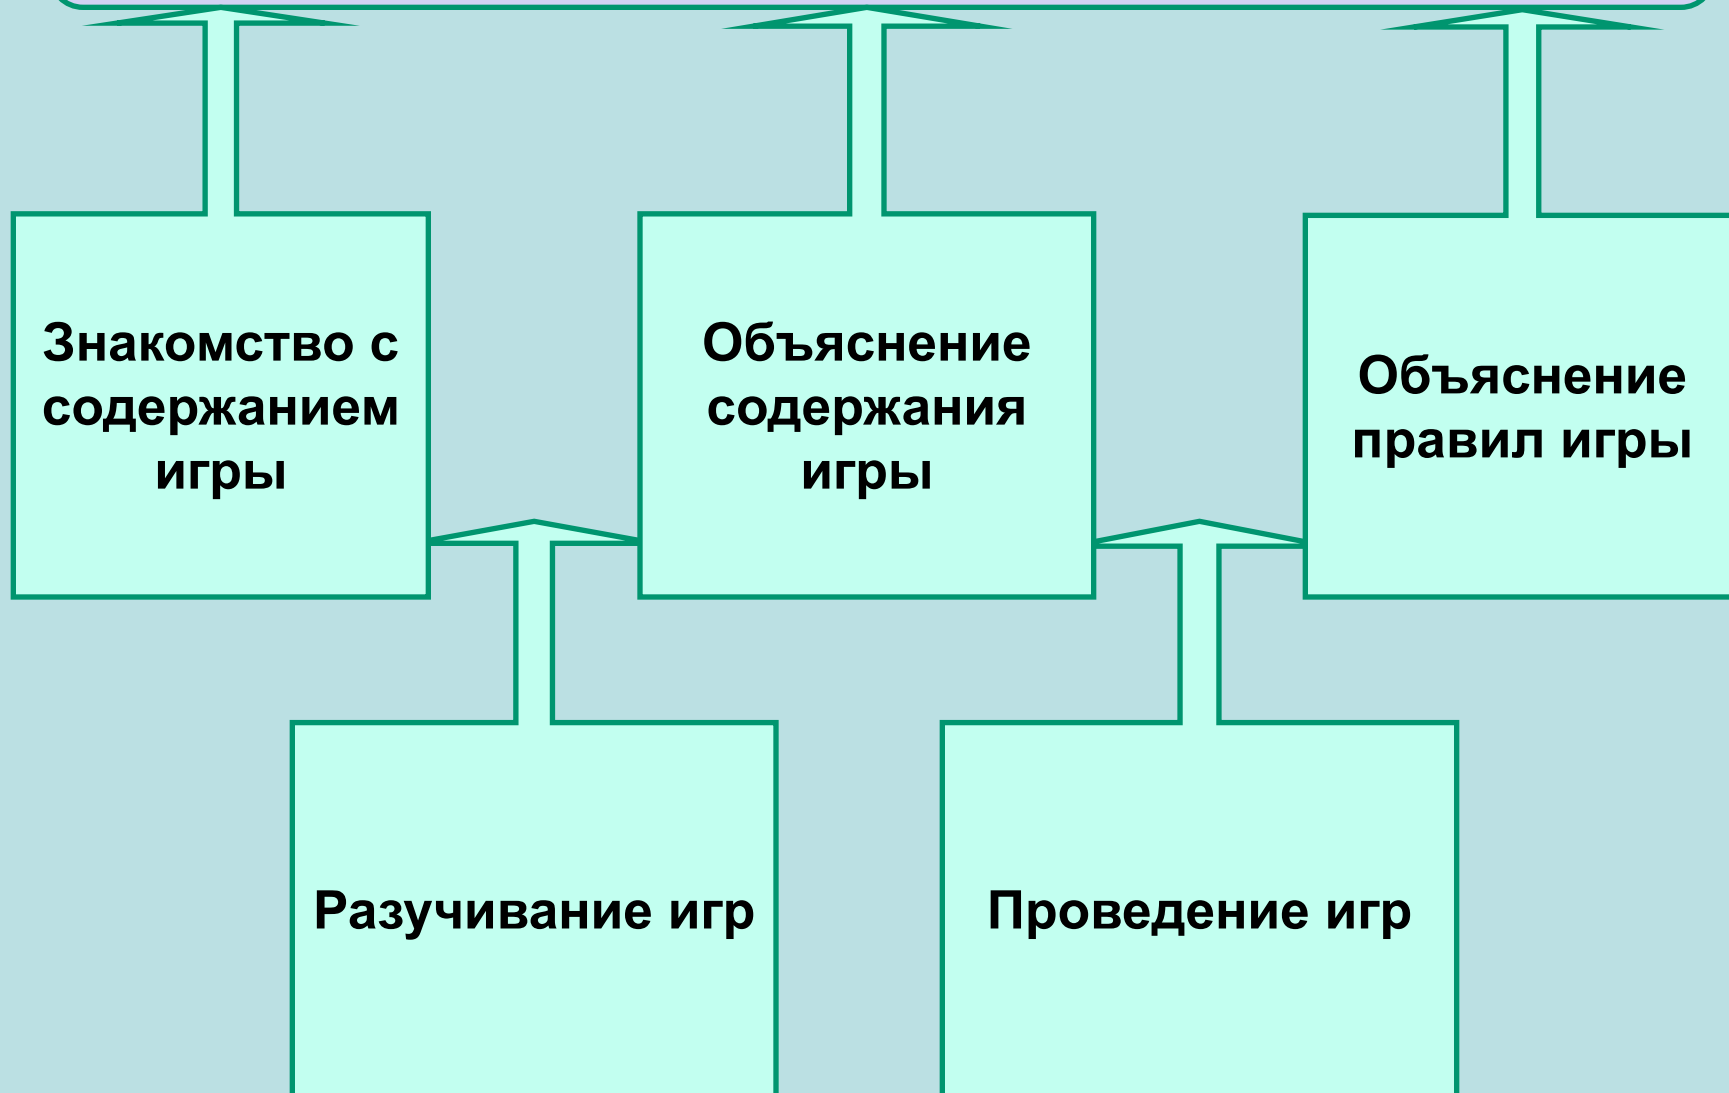 Знакомство с
содержанием
игры
Объяснение
содержания
игры
Объяснение
правил игры
Разучивание игр
Проведение игр